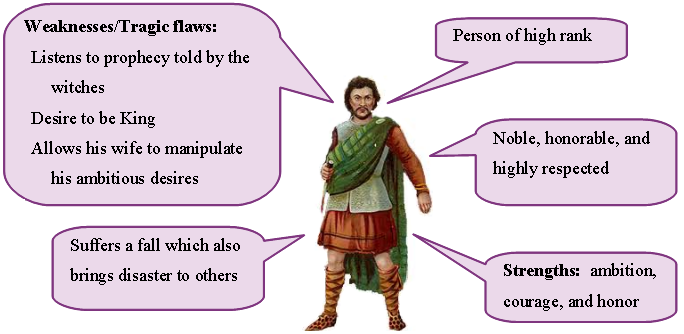 Weaknesses/Tragic flaws:
Listens to prophecy told by the
witches
Desire to be King
Allows his wife to manipulate
his ambitious desires
Person of high rank
Noble, honorable, and
highly respected
Suffers a fall which also
brings disaster to others
Strengths: ambition,
courage, and honor